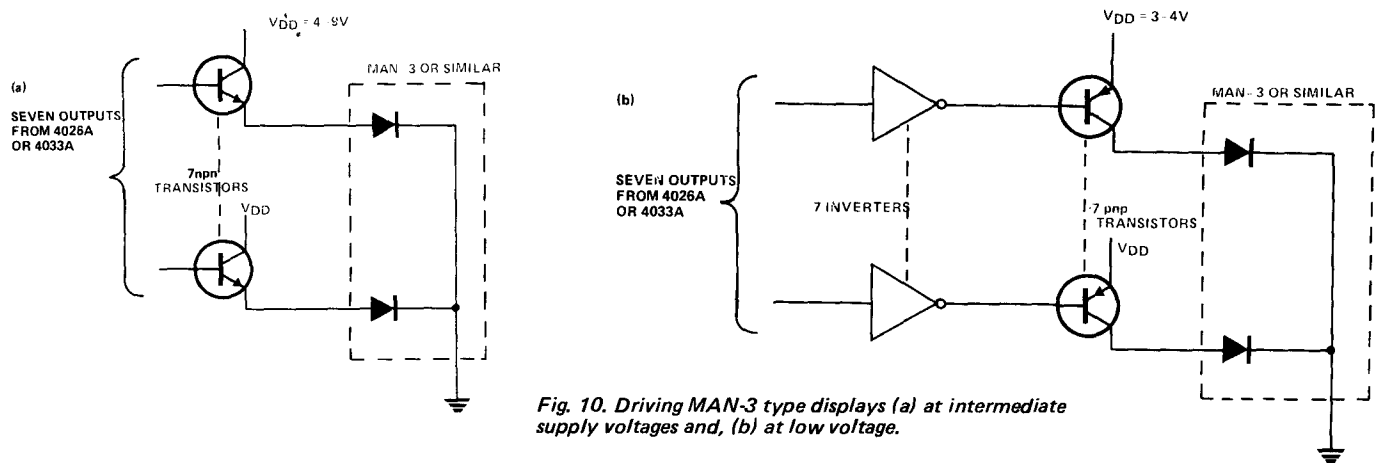 VDD = 4-9V
(a)
MAN-3 OR SIMILAR
SEVEN OUTPUTS
FROM 4026A
OR 4033A
7npn
TRANSISTORS
VDD
VDD = 3-4V
(b)
MAN-3 OR SIMILAR
SEVEN OUTPUTS
FROM 4026A
OR 4033A
7 INVERTERS
7 pnp
TRANSISTORS
VDD
Fig. 10. Driving MAN-3 type displays (a) at intermediate
supply voltages and, (b) at low voltage.